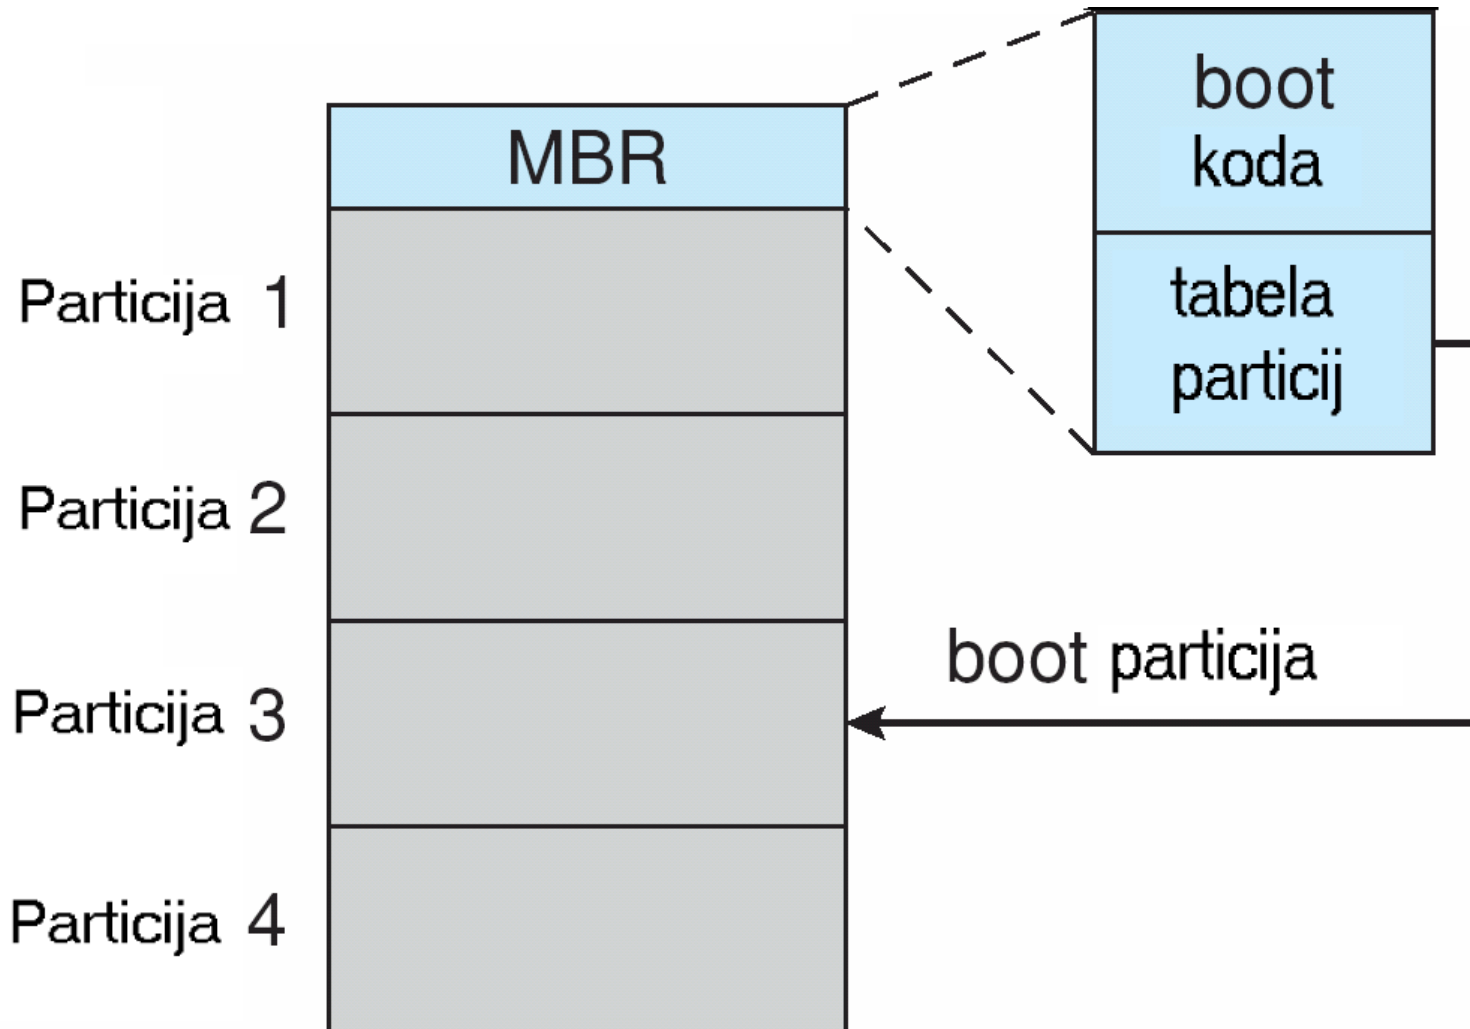 MBR
Particija 1
Particija 2
Particija 3
Particija 4
boot
koda
tabela
particij
boot particija